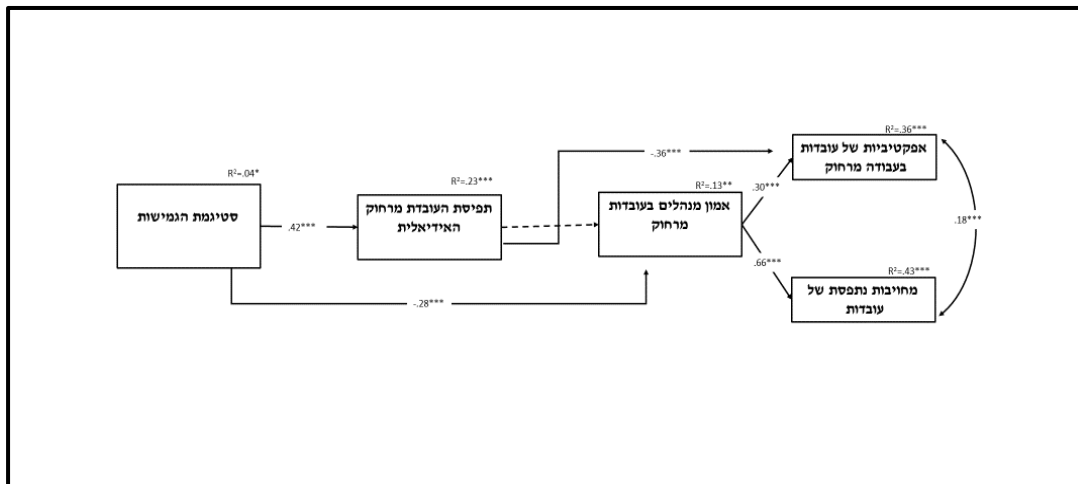 R²=.04*
סטיגמת הגמישות
.42***
R²=.23***
תפיסת העובדת מרחוק
האידיאלית
-.36***
-.28***
R²=.13**
אמון מנהלים בעובדות
מרחוק
.30***
.66***
R²=.36***
אפקטיביות של עובדות
בעבודה מרחוק
.18***
R²=.43***
מחויבות נתפסת של
עובדות